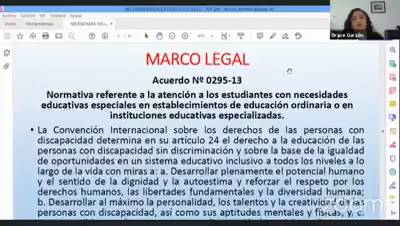 Grace Garzón
Inicio
Herramientas
MARCO LEGAL
Acuerdo Nº 0295-13
Normativa referente a la atención a los estudiantes con necesidades
educativas especiales en establecimientos de educación ordinaria o en
instituciones educativas especializadas.
• La Convención Internacional sobre los derechos de las personas con
discapacidad determina en su artículo 24 el derecho a la educación de las
personas con discapacidad sin discriminación y sobre la base de la igualdad
de oportunidades en un sistema educativo inclusivo a todos los niveles a lo
largo de la vida con miras a: a. Desarrollar plenamente el potencial humano
y el sentido de la dignidad y la autoestima y reforzar el respeto por los
derechos humanos, las libertades fundamentales y la diversidad humana;
b. Desarrollar al máximo la personalidad, los talentos y la creatividad de
personas con discapacidad, así como sus aptitudes mentales y físicas, y, c.
zoom